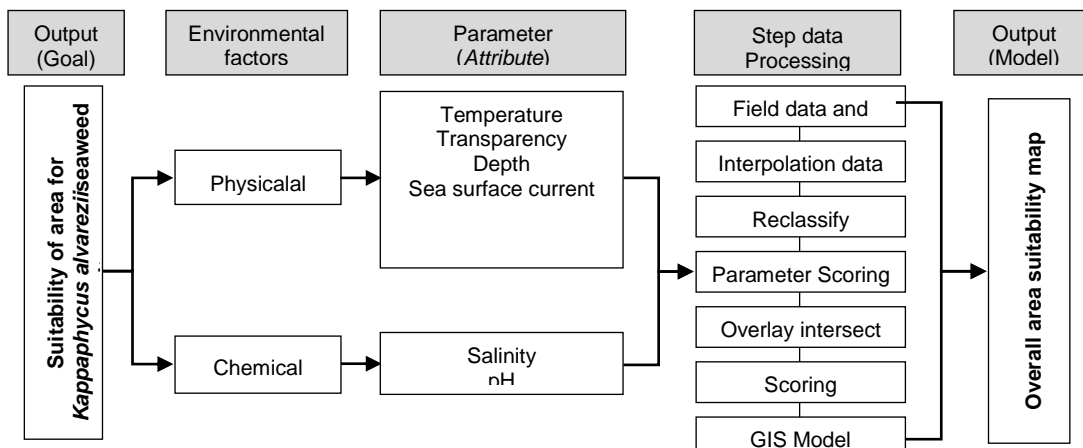 Output
(Goal)
Environmental
factors
Parameter
(Attribute)
Step data
Processing
Output
(Model)
Suitability of area for
Kappaphycus alvareziiseaweed
Physicalal
Chemical
Temperature
Transparency
Depth
Sea surface current
Salinity
pH
Field data and
Interpolation data
Reclassify
Parameter Scoring
Overlay intersect
Scoring
GIS Model
Overall area suitability map